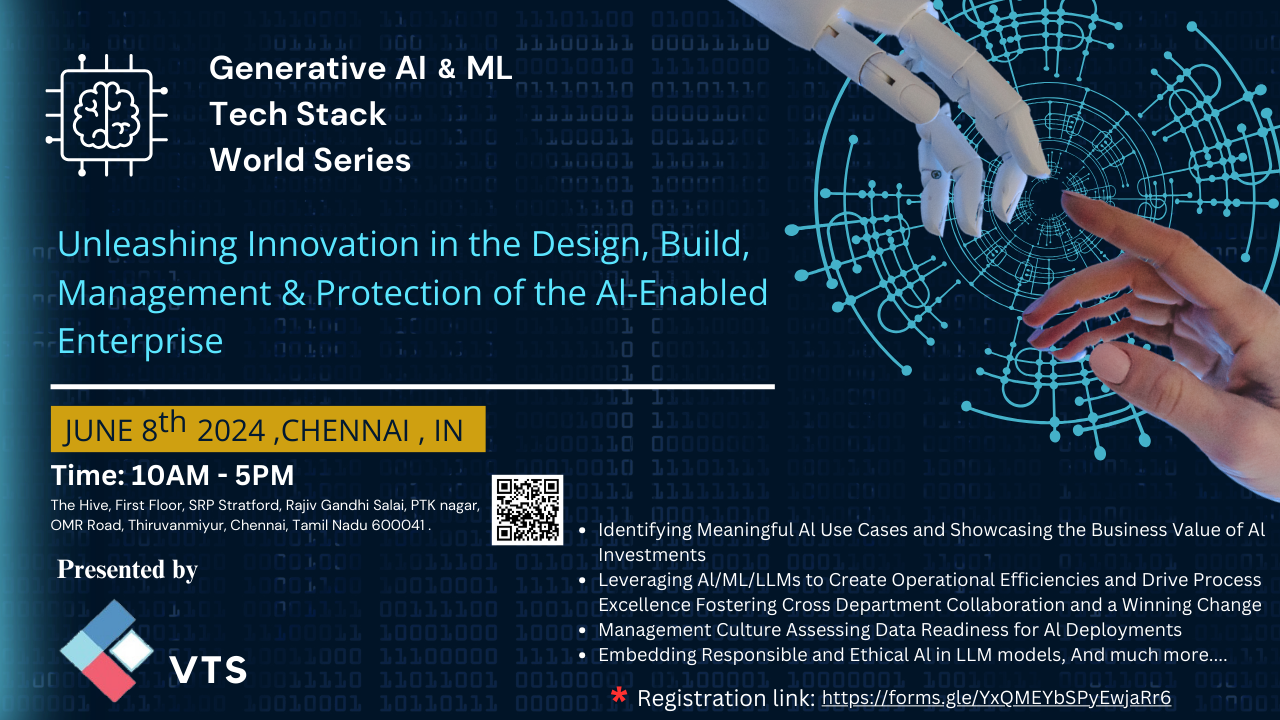 Generative AI & ML
Tech Stack
World Series
Unleashing Innovation in the Design, Build,
Management & Protection of the AI-Enabled
Enterprise
JUNE 8th 2024 ,CHENNAI , IN
Time: 10AM - 5PM
The Hive, First Floor, SRP Stratford, Rajiv Gandhi Salai, PTK nagar,
OMR Road, Thiruvanmiyur, Chennai, Tamil Nadu 600041 .
Presented by
VTS
• Identifying Meaningful AI Use Cases and Showcasing the Business Value of AI
Investments
• Leveraging AI/ML/LLMs to Create Operational Efficiencies and Drive Process
Excellence Fostering Cross Department Collaboration and a Winning Change
• Management Culture Assessing Data Readiness for AI Deployments
• Embedding Responsible and Ethical AI in LLM models, And much more....
* Registration link: https://forms.gle/YxQMEYbSPyEwjaRr6